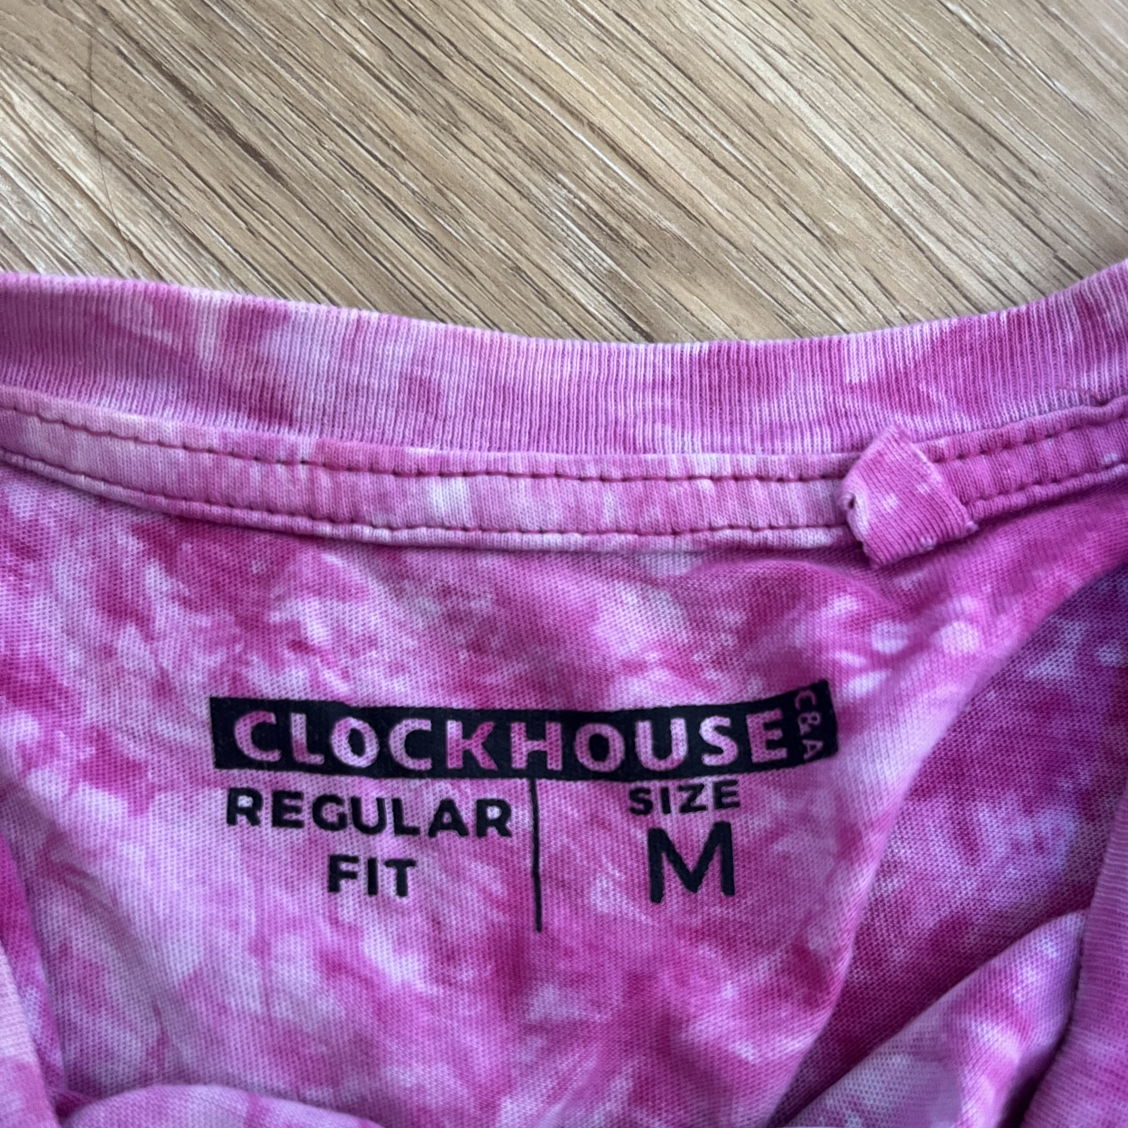 CLOCKHOUSE C&A
REGULAR
FIT
SIZE
M